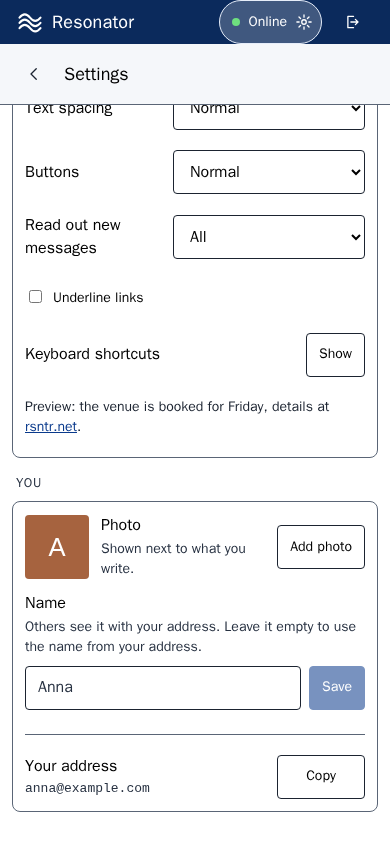 Resonator
Online
Settings
Text spacing
Normal
Buttons
Normal
Read out new
messages
All
Underline links
Keyboard shortcuts
Show
Preview: the venue is booked for Friday, details at
rsntr.net.
YOU
A
Photo
Shown next to what you
write.
Add photo
Name
Others see it with your address. Leave it empty to use
the name from your address.
Anna
Save
Your address
anna@example.com
Copy